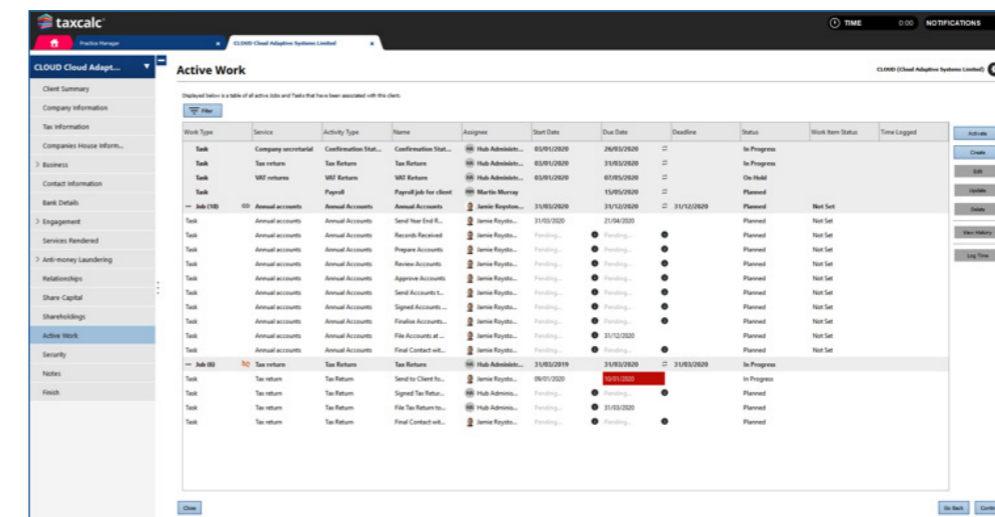 taxcalc
TIME 0:00 NOTIFICATIONS
Practice Manager x CLOUD Cloud Adaptive Systems Limited x
CLOUD Cloud Adapt...
Active Work
CLOUD (Cloud Adaptive Systems Limited)
Client Summary
Company Information
Tax Information
Companies House Inform...
Business
Contact Information
Bank Details
Engagement
Services Rendered
Anti-money Laundering
Relationships
Share Capital
Shareholdings
Active Work
Security
Notes
Finish
Displayed below is a table of all active Jobs and Tasks that have been associated with the client.
Filter
Work Type Service Activity Type Name Assignee Start Date Due Date Deadline Status Work Item Status Time Logged
Task Company secretarial Confirmation Stat... Confirmation Stat... Hub Administr... 03/01/2020 26/03/2020 In Progress
Task Tax return Tax Return Tax Return Hub Administr... 03/01/2020 31/03/2020 In Progress
Task VAT returns VAT Return VAT Return Hub Administr... 03/01/2020 07/05/2020 On Hold
Task Payroll Payroll job for client Martin Murray 15/05/2020 Planned
Job (10) Annual accounts Annual Accounts Annual Accounts Jamie Royston... 31/03/2020 31/12/2020 31/12/2020 Planned Not Set
Task Annual accounts Annual Accounts Send Year End R... Jamie Roysto... 31/03/2020 21/04/2020 Planned Not Set
Task Annual accounts Annual Accounts Records Received Jamie Roysto... Pending... Pending... Planned Not Set
Task Annual accounts Annual Accounts Prepare Accounts Jamie Roysto... Pending... Pending... Planned Not Set
Task Annual accounts Annual Accounts Review Accounts Jamie Roysto... Pending... Pending... Planned Not Set
Task Annual accounts Annual Accounts Approve Accounts Jamie Roysto... Pending... Pending... Planned Not Set
Task Annual accounts Annual Accounts Send Accounts t... Jamie Roysto... Pending... Pending... Planned Not Set
Task Annual accounts Annual Accounts Signed Accounts ... Jamie Roysto... Pending... Pending... Planned Not Set
Task Annual accounts Annual Accounts Finalise Accounts... Jamie Roysto... Pending... Pending... Planned Not Set
Task Annual accounts Annual Accounts File Accounts at ... Jamie Roysto... Pending... 31/12/2020 Planned Not Set
Task Annual accounts Annual Accounts Final Contact wit... Jamie Roysto... Pending... Pending... Planned Not Set
Job (6) Tax return Tax Return Tax Return Hub Administr... 31/03/2019 31/03/2020 31/03/2020 In Progress
Task Tax return Tax Return Send to Client fo... Jamie Roysto... 09/01/2020 10/01/2020 In Progress
Task Tax return Tax Return Signed Tax Retur... Hub Adminis... Pending... Pending... Planned
Task Tax return Tax Return File Tax Return to... Hub Adminis... Pending... 31/03/2020 Planned
Task Tax return Tax Return Final Contact wit... Jamie Roysto... Pending... Pending... Planned
Activate
Create
Edit
Update
Delete
View History
Log Time
Close Go Back